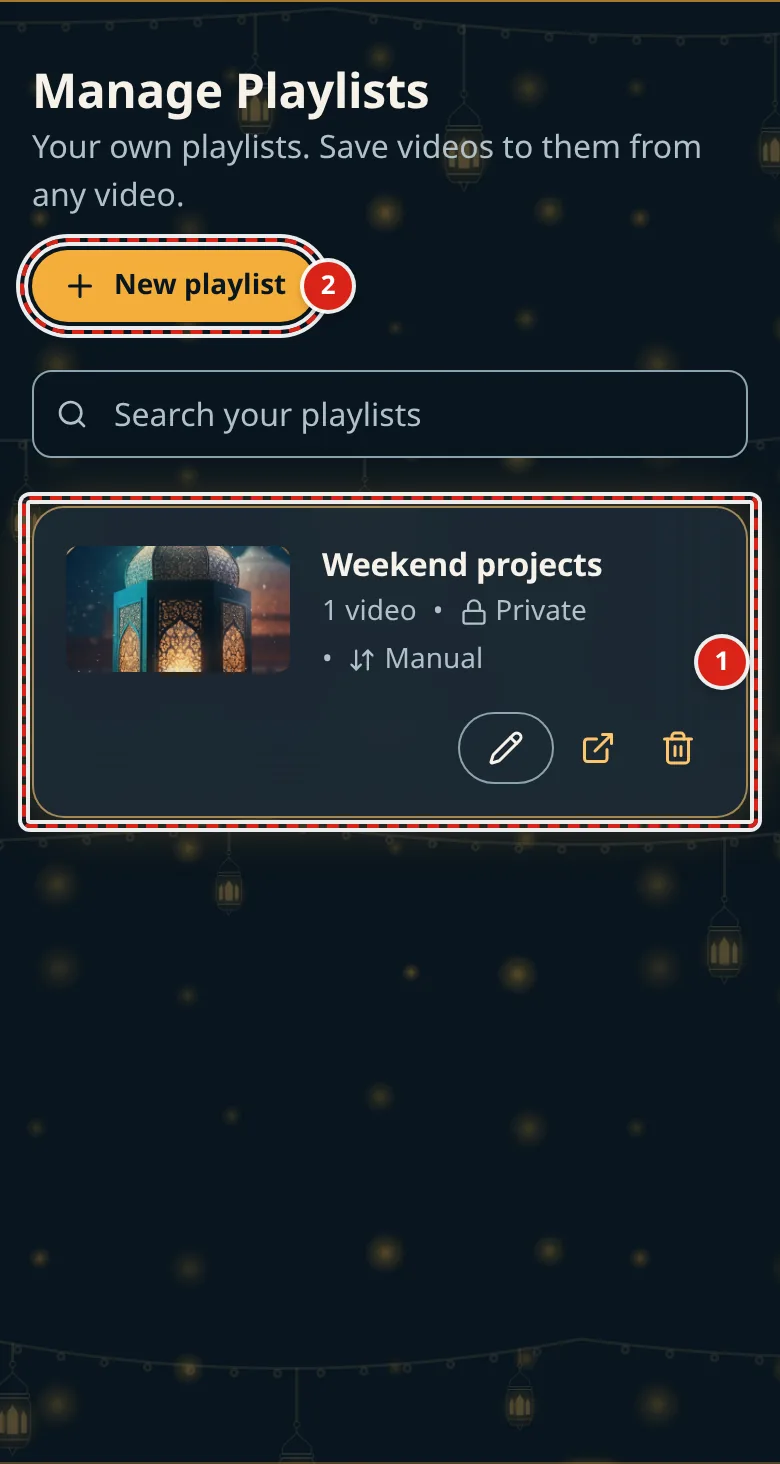 Manage Playlists
Your own playlists. Save videos to them from
any video.
New playlist
2
Search your playlists
Weekend projects
1 video • Private
• Manual
1